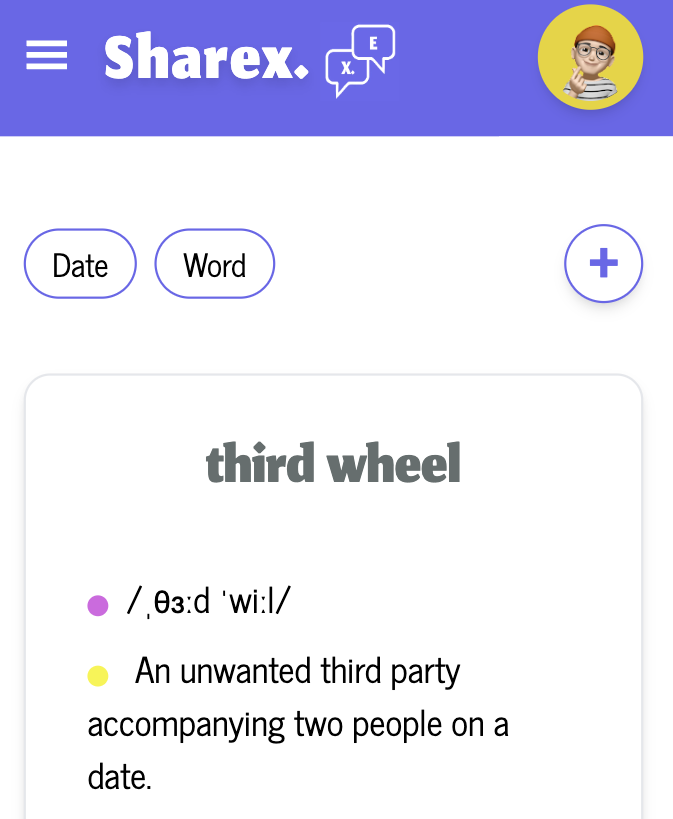 Sharex.
X. E
Date Word
+
third wheel
/ˌθɜːd ˈwiːl/
An unwanted third party
accompanying two people on a
date.